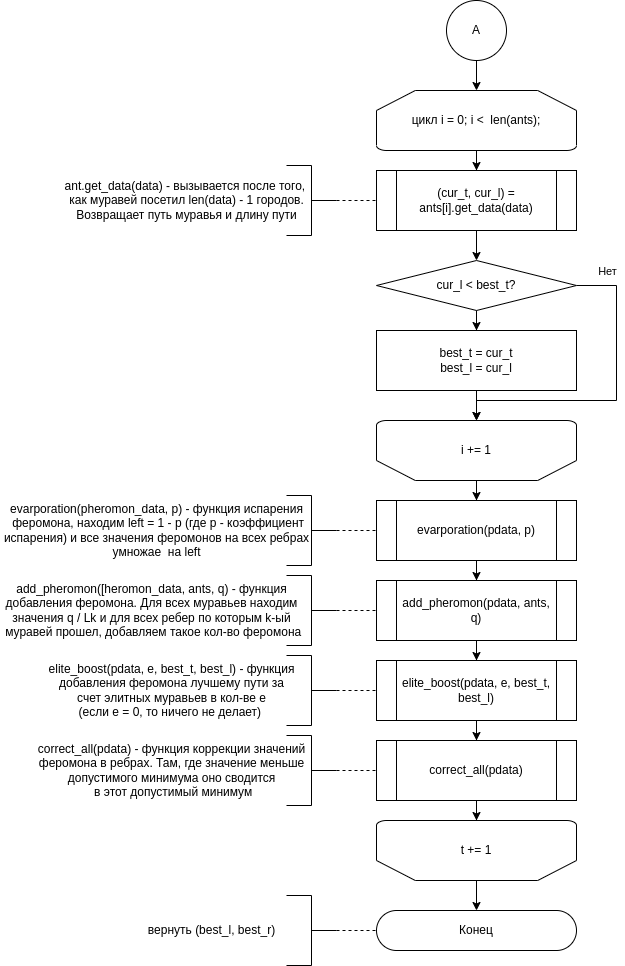 A
цикл i = 0; i < len(ants);
ant.get_data(data) - вызывается после того,
как муравей посетил len(data) - 1 городов.
Возвращает путь муравья и длину пути
(cur_t, cur_l) =
ants[i].get_data(data)
Нет
cur_l < best_t?
best_t = cur_t
best_l = cur_l
i += 1
evarporation(pheromon_data, p) - функция испарения
феромона, находим left = 1 - p (где p - коэффициент
испарения) и все значения феромонов на всех ребрах
умножае на left
evarporation(pdata, p)
add_pheromon([heromon_data, ants, q) - функция
добавления феромона. Для всех муравьев находим
значения q / Lk и для всех ребер по которым k-ый
муравей прошел, добавляем такое кол-во феромона
add_pheromon(pdata, ants,
q)
elite_boost(pdata, e, best_t, best_l) - функция
добавления феромона лучшему пути за
счет элитных муравьев в кол-ве e
(если e = 0, то ничего не делает)
elite_boost(pdata, e, best_t,
best_l)
correct_all(pdata) - функция коррекции значений
феромона в ребрах. Там, где значение меньше
допустимого минимума оно сводится
в этот допустимый минимум
correct_all(pdata)
t += 1
вернуть (best_l, best_r)
Конец